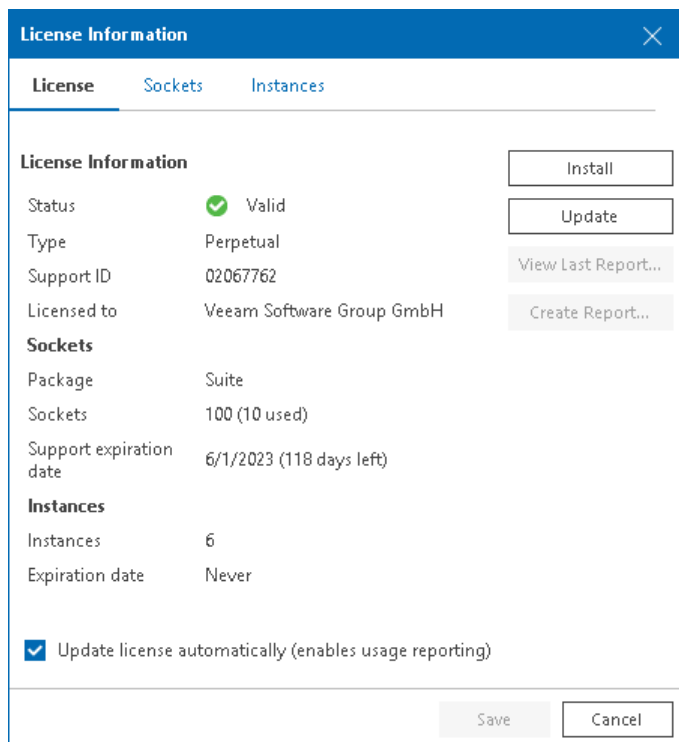 License Information
License Sockets Instances
License Information
Install
Status Valid
Update
Type Perpetual
View Last Report...
Support ID 02067762
Create Report...
Licensed to Veeam Software Group GmbH
Sockets
Package Suite
Sockets 100 (10 used)
Support expiration
date
6/1/2023 (118 days left)
Instances
Instances 6
Expiration date Never
Update license automatically (enables usage reporting)
Save Cancel